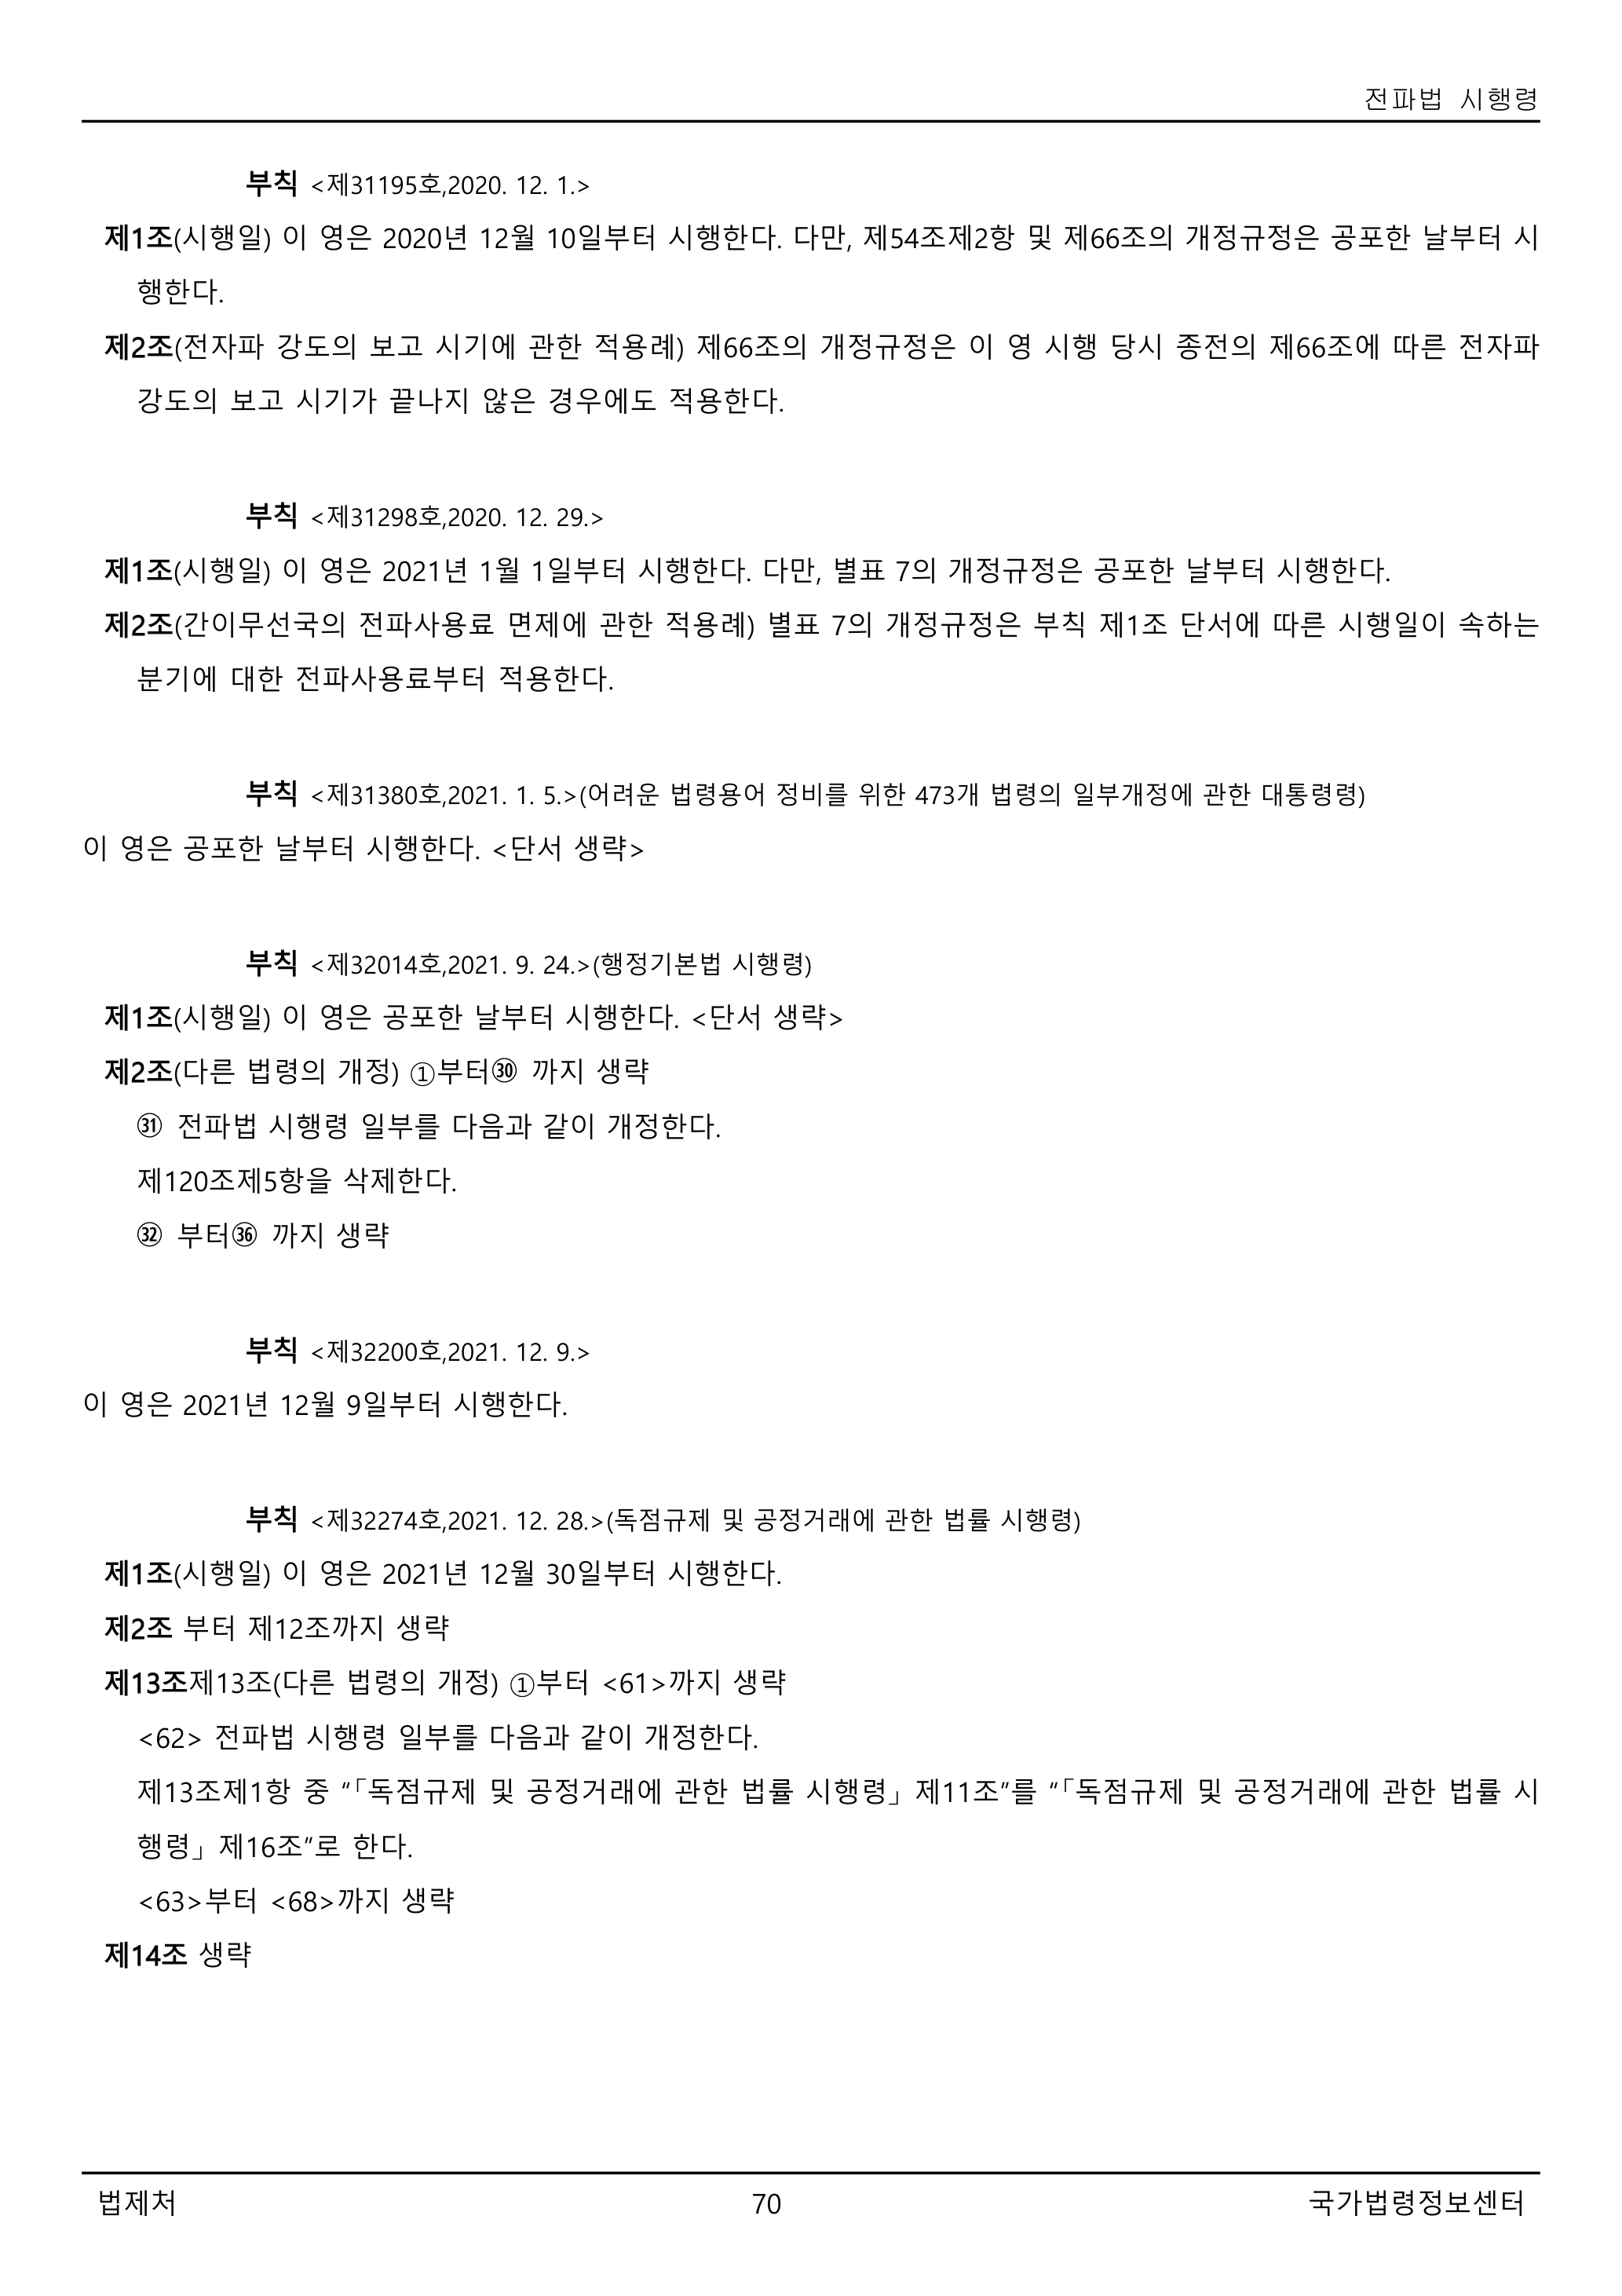 전파법 시행령
부칙 <제31195호,2020. 12. 1.>
제1조(시행일) 이 영은 2020년 12월 10일부터 시행한다. 다만, 제54조제2항 및 제66조의 개정규정은 공포한 날부터 시
행한다.
제2조(전자파 강도의 보고 시기에 관한 적용례) 제66조의 개정규정은 이 영 시행 당시 종전의 제66조에 따른 전자파
강도의 보고 시기가 끝나지 않은 경우에도 적용한다.
부칙 <제31298호,2020. 12. 29.>
제1조(시행일) 이 영은 2021년 1월 1일부터 시행한다. 다만, 별표 7의 개정규정은 공포한 날부터 시행한다.
제2조(간이무선국의 전파사용료 면제에 관한 적용례) 별표 7의 개정규정은 부칙 제1조 단서에 따른 시행일이 속하는
분기에 대한 전파사용료부터 적용한다.
부칙 <제31380호,2021. 1. 5.>(어려운 법령용어 정비를 위한 473개 법령의 일부개정에 관한 대통령령)
이 영은 공포한 날부터 시행한다. <단서 생략>
부칙 <제32014호,2021. 9. 24.>(행정기본법 시행령)
제1조(시행일) 이 영은 공포한 날부터 시행한다. <단서 생략>
제2조(다른 법령의 개정) ①부터㉚ 까지 생략
㉛ 전파법 시행령 일부를 다음과 같이 개정한다.
제120조제5항을 삭제한다.
㉜ 부터㊱ 까지 생략
부칙 <제32200호,2021. 12. 9.>
이 영은 2021년 12월 9일부터 시행한다.
부칙 <제32274호,2021. 12. 28.>(독점규제 및 공정거래에 관한 법률 시행령)
제1조(시행일) 이 영은 2021년 12월 30일부터 시행한다.
제2조 부터 제12조까지 생략
제13조제13조(다른 법령의 개정) ①부터 <61>까지 생략
<62> 전파법 시행령 일부를 다음과 같이 개정한다.
제13조제1항 중 “「독점규제 및 공정거래에 관한 법률 시행령」 제11조”를 “「독점규제 및 공정거래에 관한 법률 시
행령」 제16조”로 한다.
<63>부터 <68>까지 생략
제14조 생략
법제처 70 국가법령정보센터